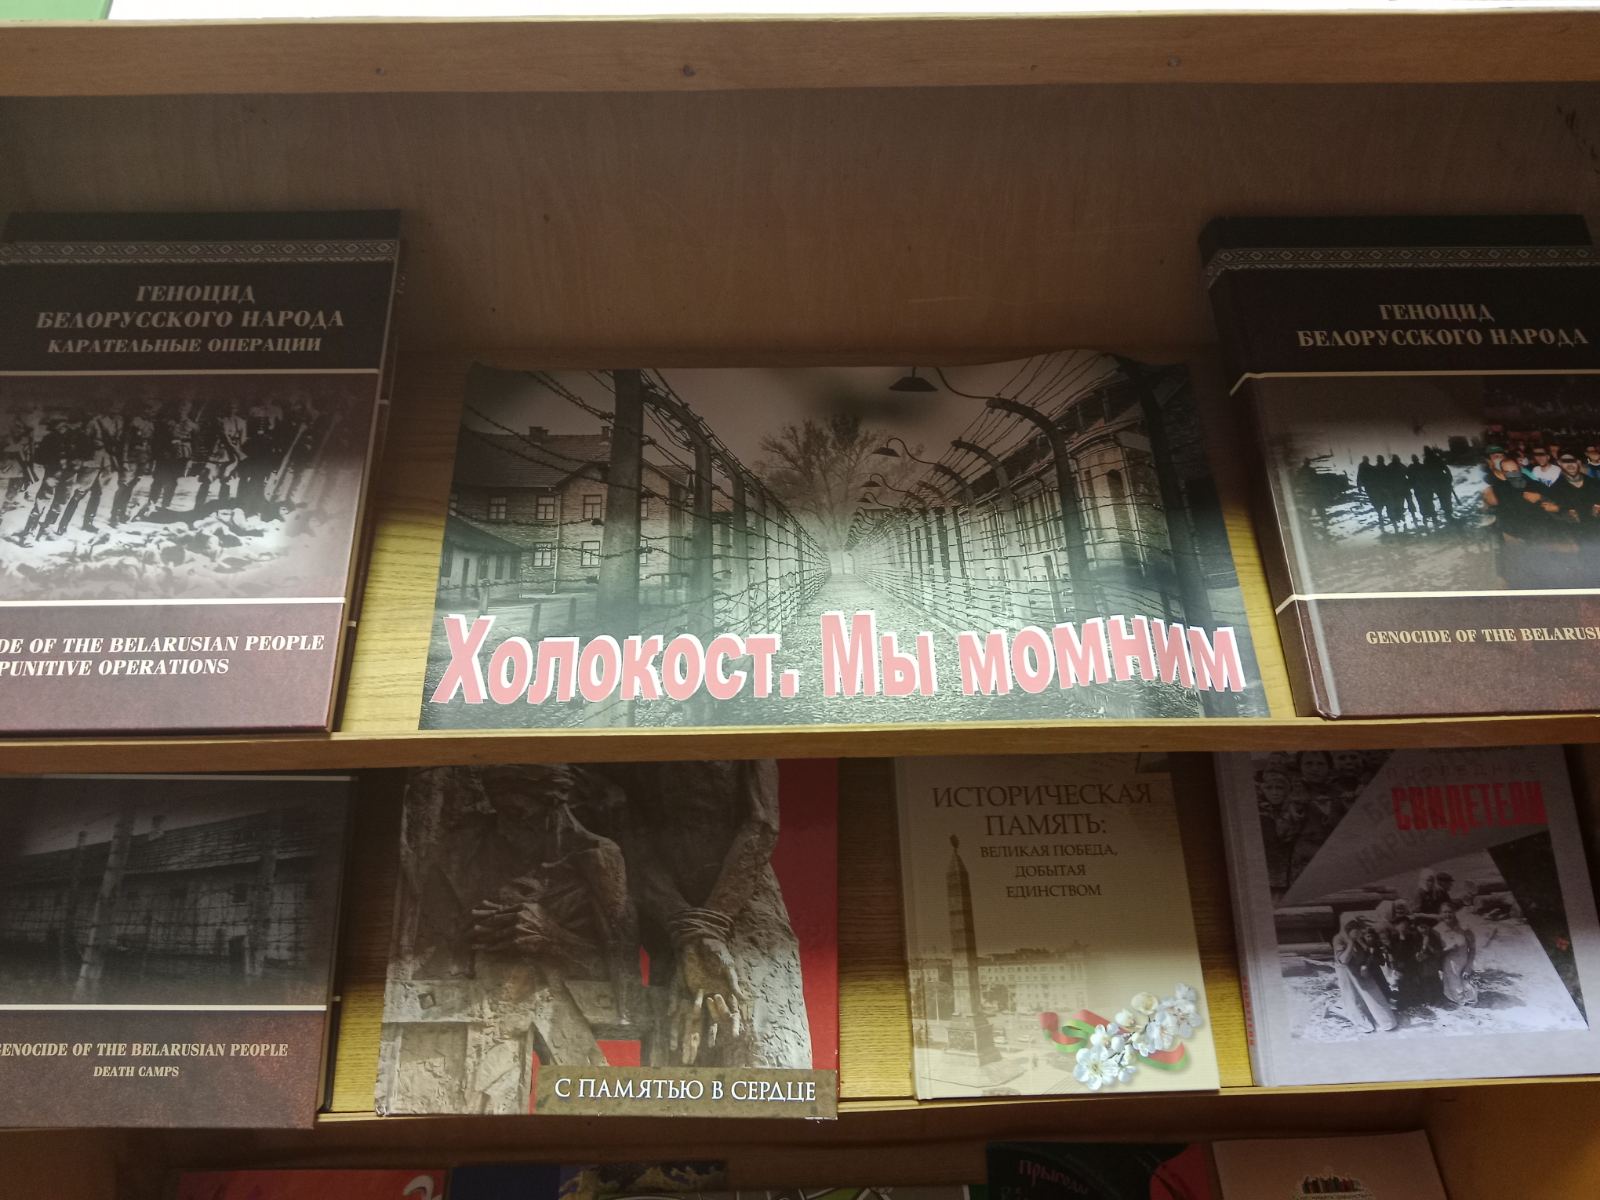 ГЕНОЦИД
БЕЛОРУССКОГО НАРОДА
КАРАТЕЛЬНЫЕ ОПЕРАЦИИ
DE OF THE BELARUSIAN PEOPLE
PUNITIVE OPERATIONS
Холокост. Мы момним
ГЕНОЦИД
БЕЛОРУССКОГО НАРОДА
GENOCIDE OF THE BELARUSI
GENOCIDE OF THE BELARUSIAN PEOPLE
DEATH CAMPS
С ПАМЯТЬЮ В СЕРДЦЕ
ИСТОРИЧЕСКАЯ
ПАМЯТЬ:
ВЕЛИКАЯ ПОБЕДА,
ДОБЫТАЯ
ЕДИНСТВОМ
ПОСЛЕДНИЕ
СВИДЕТЕЛИ